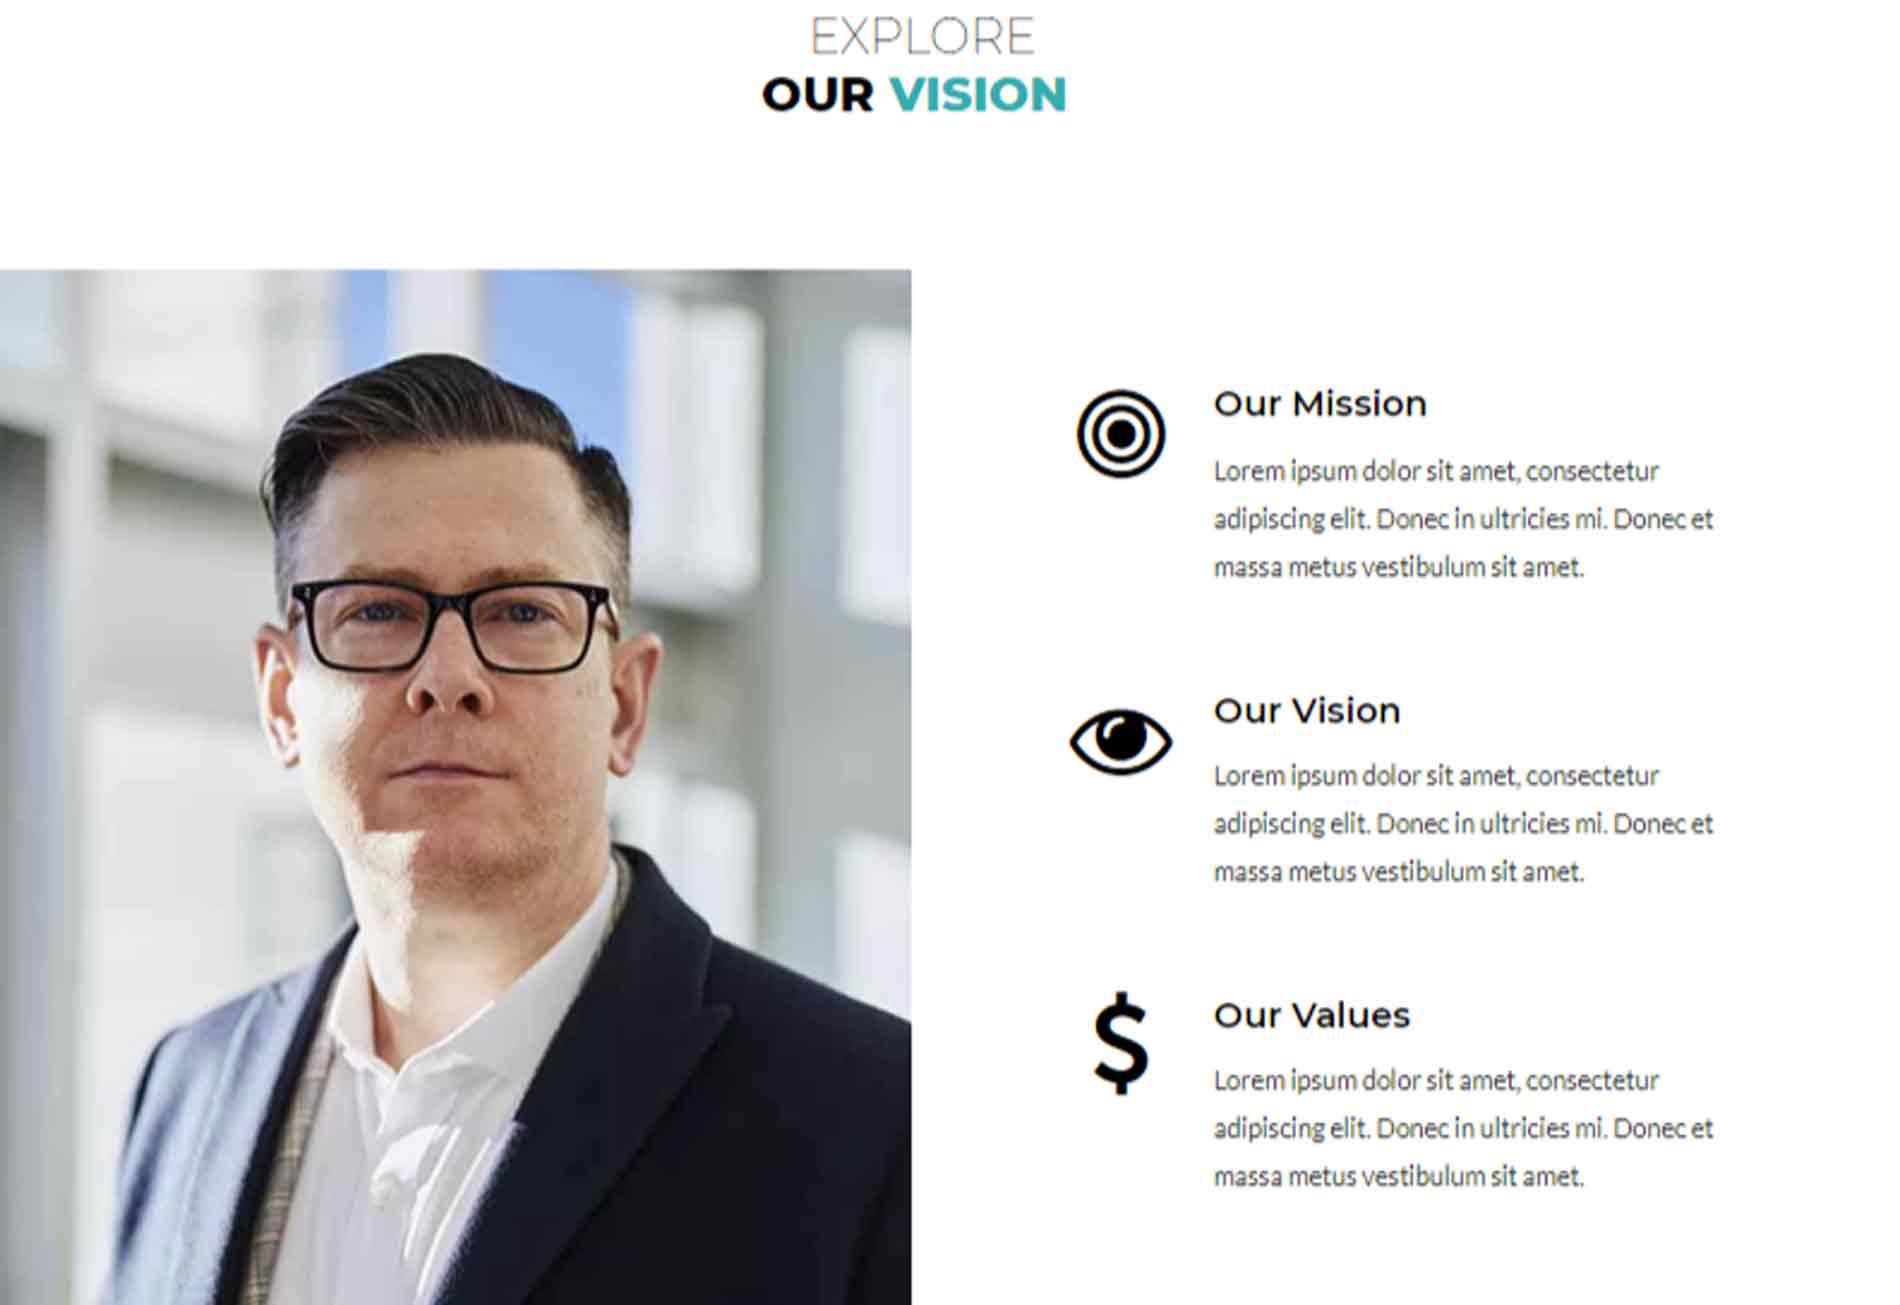 EXPLORE
OUR VISION
Our Mission
Lorem ipsum dolor sit amet, consectetur
adipiscing elit. Donec in ultricies mi. Donec et
massa metus vestibulum sit amet.
Our Vision
Lorem ipsum dolor sit amet, consectetur
adipiscing elit. Donec in ultricies mi. Donec et
massa metus vestibulum sit amet.
$
Our Values
Lorem ipsum dolor sit amet, consectetur
adipiscing elit. Donec in ultricies mi. Donec et
massa metus vestibulum sit amet.